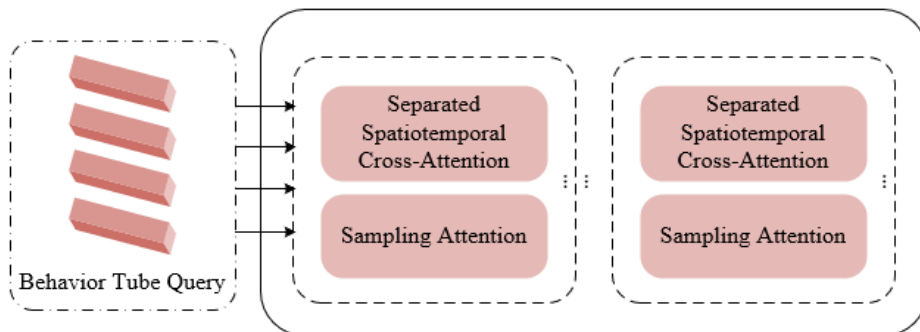 Separated
Spatiotemporal
Cross-Attention
Sampling Attention
Separated
Spatiotemporal
Cross-Attention
Sampling Attention
Behavior Tube Query